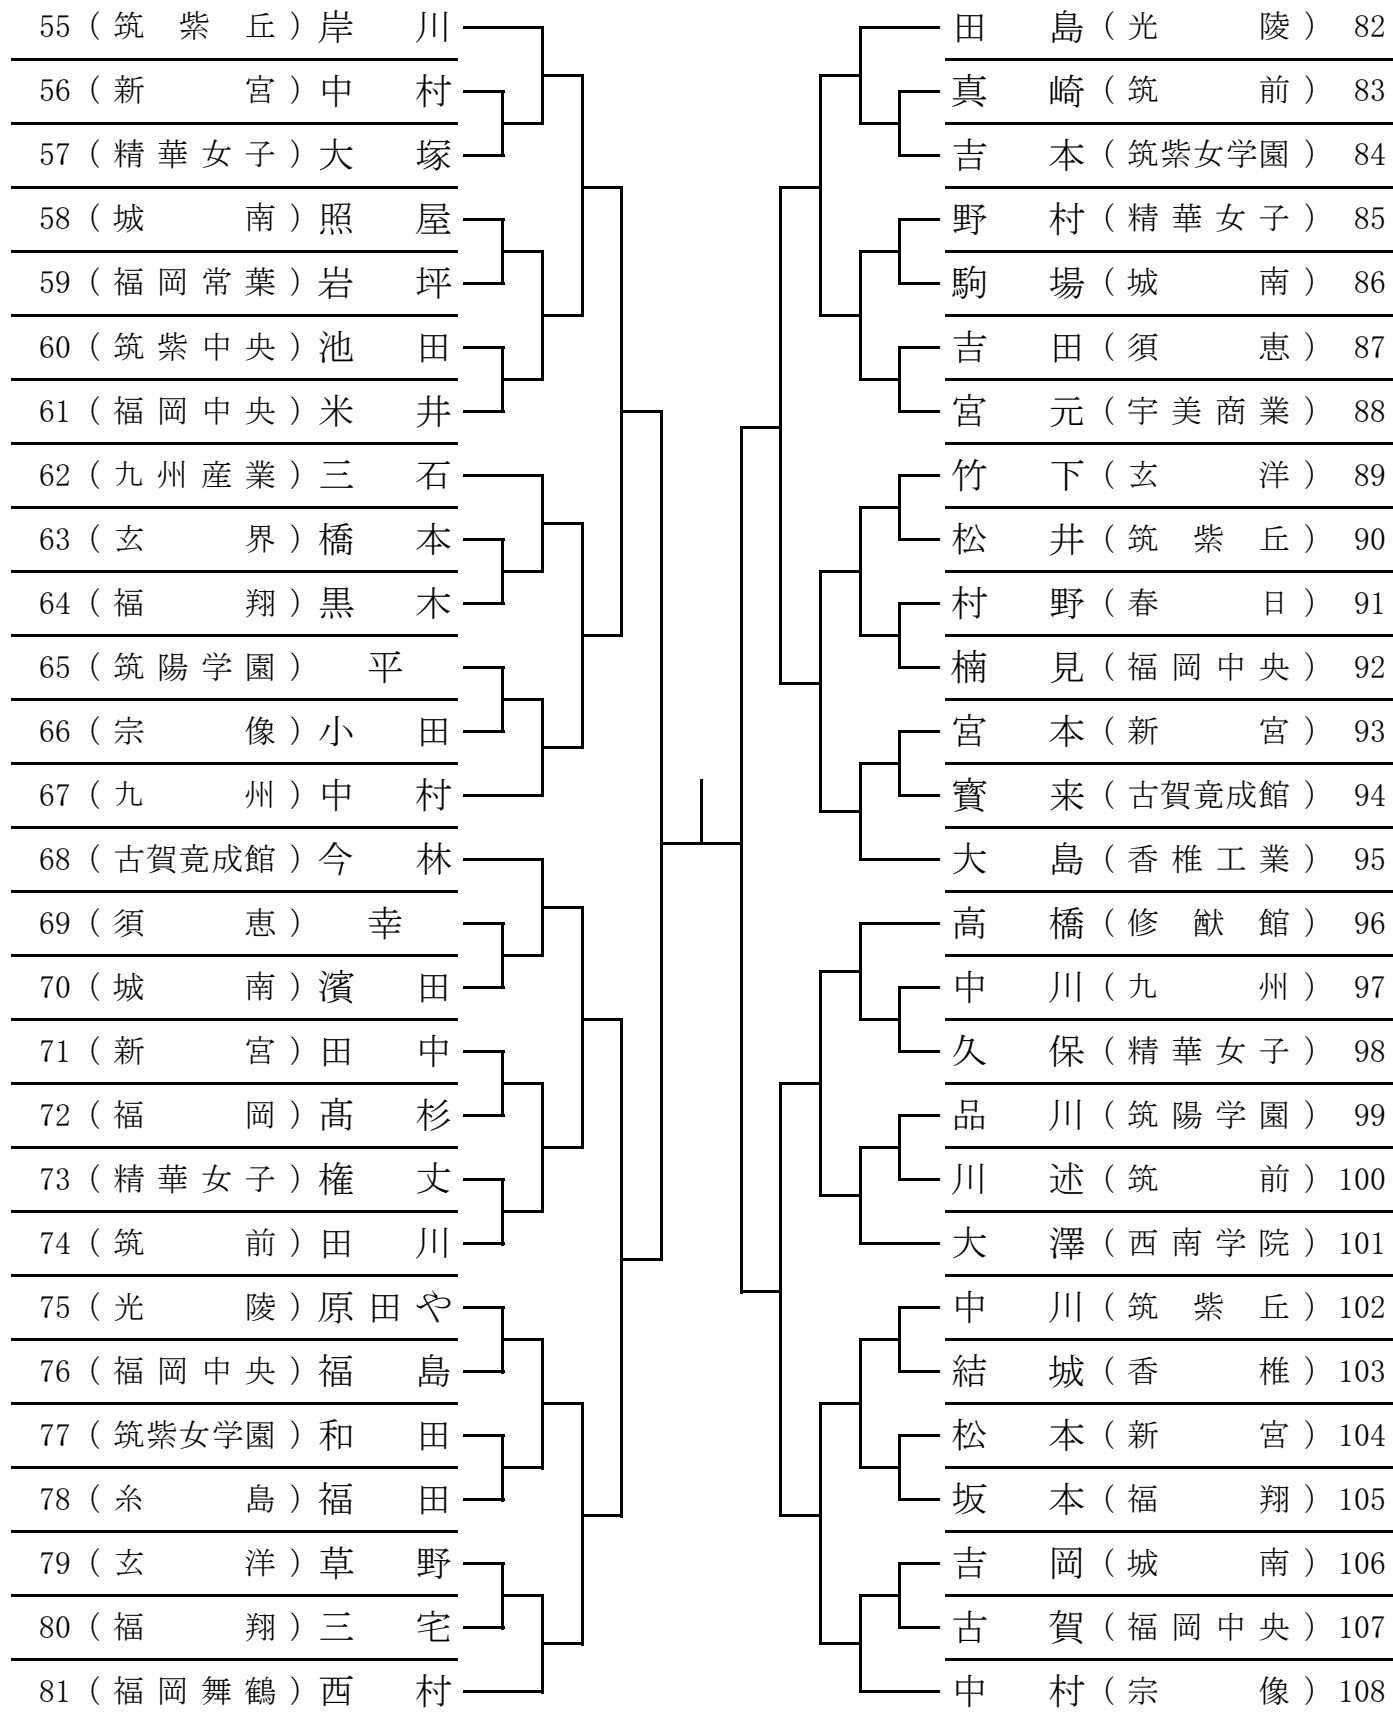 55（筑紫丘）岸川
56（新宮）中村
57（精華女子）大塚
58（城南）照屋
59（福岡常葉）岩坪
60（筑紫中央）池田
61（福岡中央）米井
62（九州産業）三石
63（玄界）橋本
64（福翔）黒木
65（筑陽学園）平
66（宗像）小田
67（九州）中村
68（古賀竟成館）今林
69（須恵）幸
70（城南）濱田
71（新宮）田中
72（福岡）髙杉
73（精華女子）権丈
74（筑前）田川
75（光陵）原田や
76（福岡中央）福島
77（筑紫女学園）和田
78（糸島）福田
79（玄洋）草野
80（福翔）三宅
81（福岡舞鶴）西村
田島（光陵）82
真崎（筑前）83
吉本（筑紫女学園）84
野村（精華女子）85
駒場（城南）86
吉田（須恵）87
宮元（宇美商業）88
竹下（玄洋）89
松井（筑紫丘）90
村野（春日）91
楠見（福岡中央）92
宮本（新宮）93
寳来（古賀竟成館）94
大島（香椎工業）95
高橋（修猷館）96
中川（九州）97
久保（精華女子）98
品川（筑陽学園）99
川述（筑前）100
大澤（西南学院）101
中川（筑紫丘）102
結城（香椎）103
松本（新宮）104
坂本（福翔）105
吉岡（城南）106
古賀（福岡中央）107
中村（宗像）108